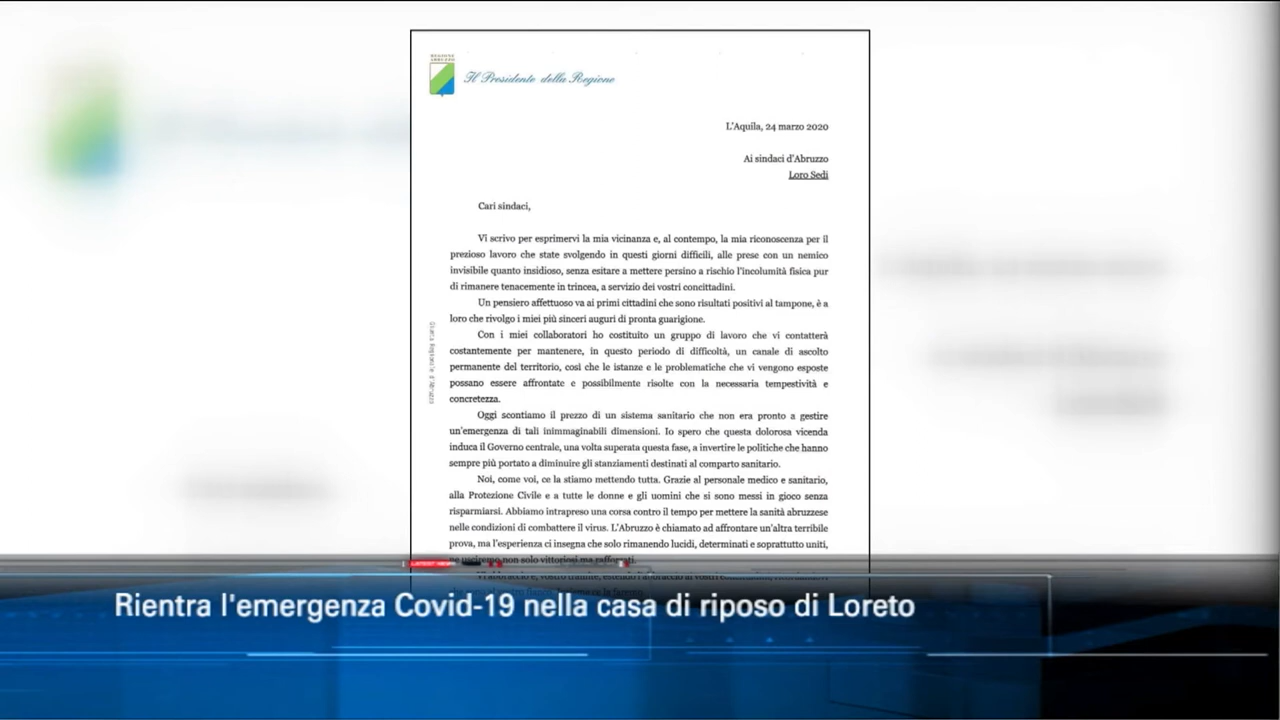 REGIONE
ABRUZZO
Il Presidente della Regione
L'Aquila, 24 marzo 2020
Ai sindaci d'Abruzzo
Loro Sedi
Cari sindaci,
Vi scrivo per esprimervi la mia vicinanza e, al contempo, la mia riconoscenza per il
prezioso lavoro che state svolgendo in questi giorni difficili, alle prese con un nemico
invisibile quanto insidioso, senza esitare a mettere persino a rischio l'incolumità fisica pur
di rimanere tenacemente in trincea, a servizio dei vostri concittadini.
Un pensiero affettuoso va ai primi cittadini che sono risultati positivi al tampone, è a
loro che rivolgo i miei più sinceri auguri di pronta guarigione.
Con i miei collaboratori ho costituito un gruppo di lavoro che vi contatterà
costantemente per mantenere, in questo periodo di difficoltà, un canale di ascolto
permanente del territorio, così che le istanze e le problematiche che vi vengono esposte
possano essere affrontate e possibilmente risolte con la necessaria tempestività e
concretezza.
Oggi scontiamo il prezzo di un sistema sanitario che non era pronto a gestire
un'emergenza di tali inimmaginabili dimensioni. Io spero che questa dolorosa vicenda
induca il Governo centrale, una volta superata questa fase, a invertire le politiche che hanno
sempre più portato a diminuire gli stanziamenti destinati al comparto sanitario.
Noi, come voi, ce la stiamo mettendo tutta. Grazie al personale medico e sanitario,
alla Protezione Civile e a tutte le donne e gli uomini che si sono messi in gioco senza
risparmiarsi. Abbiamo intrapreso una corsa contro il tempo per mettere la sanità abruzzese
nelle condizioni di combattere il virus. L'Abruzzo è chiamato ad affrontare un'altra terribile
prova, ma l'esperienza ci insegna che solo rimanendo lucidi, determinati e soprattutto uniti,
ne usciremo non solo vittoriosi ma rafforzati.
Giunta Regionale d'Abruzzo
LATEST NEWS
Rientra l'emergenza Covid-19 nella casa di riposo di Loreto